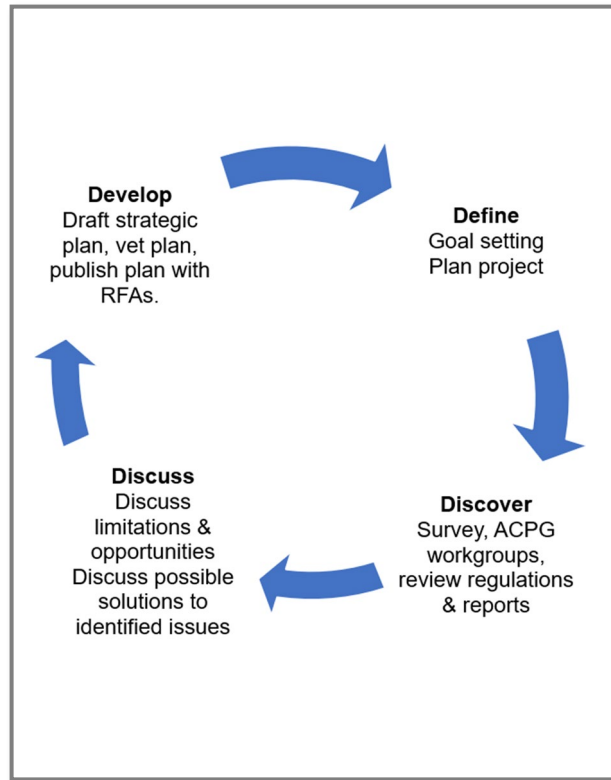 Develop
Draft strategic
plan, vet plan,
publish plan with
RFAs.
Define
Goal setting
Plan project
Discover
Survey, ACPG
workgroups,
review regulations
& reports
Discuss
Discuss
limitations &
opportunities
Discuss possible
solutions to
identified issues